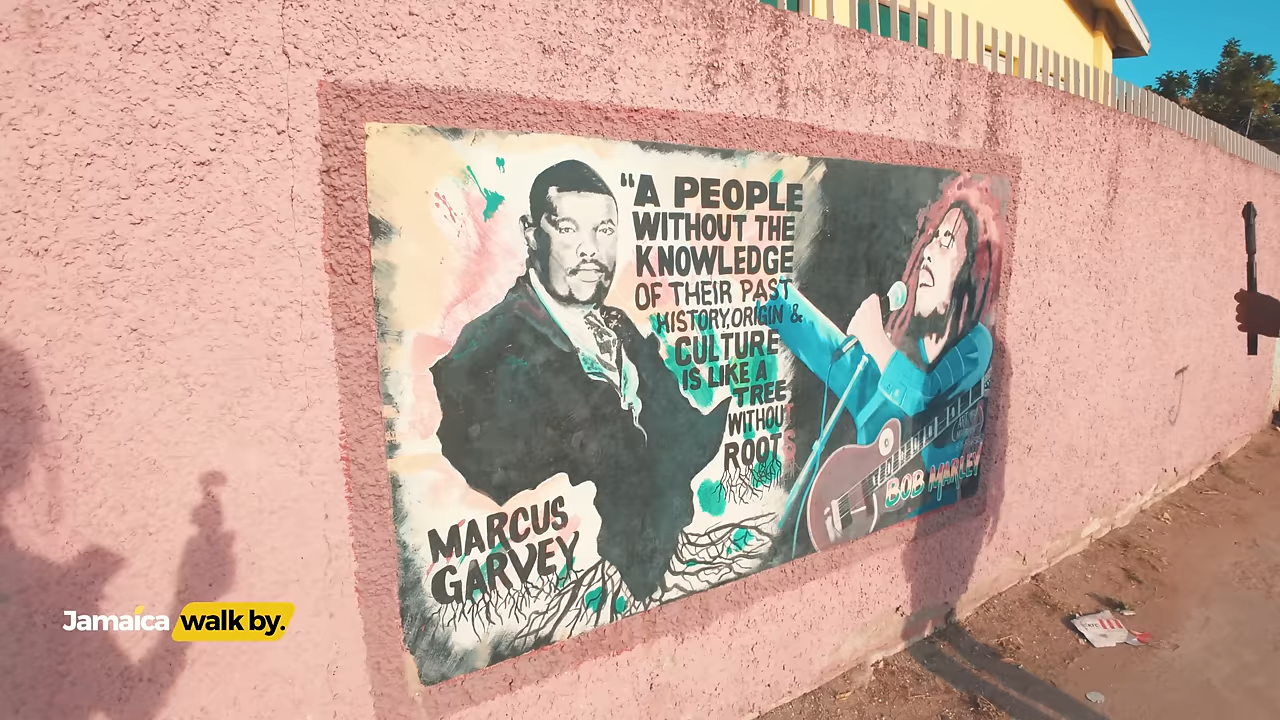 "A PEOPLE
WITHOUT THE
KNOWLEDGE
OF THEIR PAST
HISTORY, ORIGIN &
CULTURE
IS LIKE A
TREE
WITHOUT
ROOTS
MARCUS
GARVEY
BOB MARLEY
Jamaica walk by.
KFC